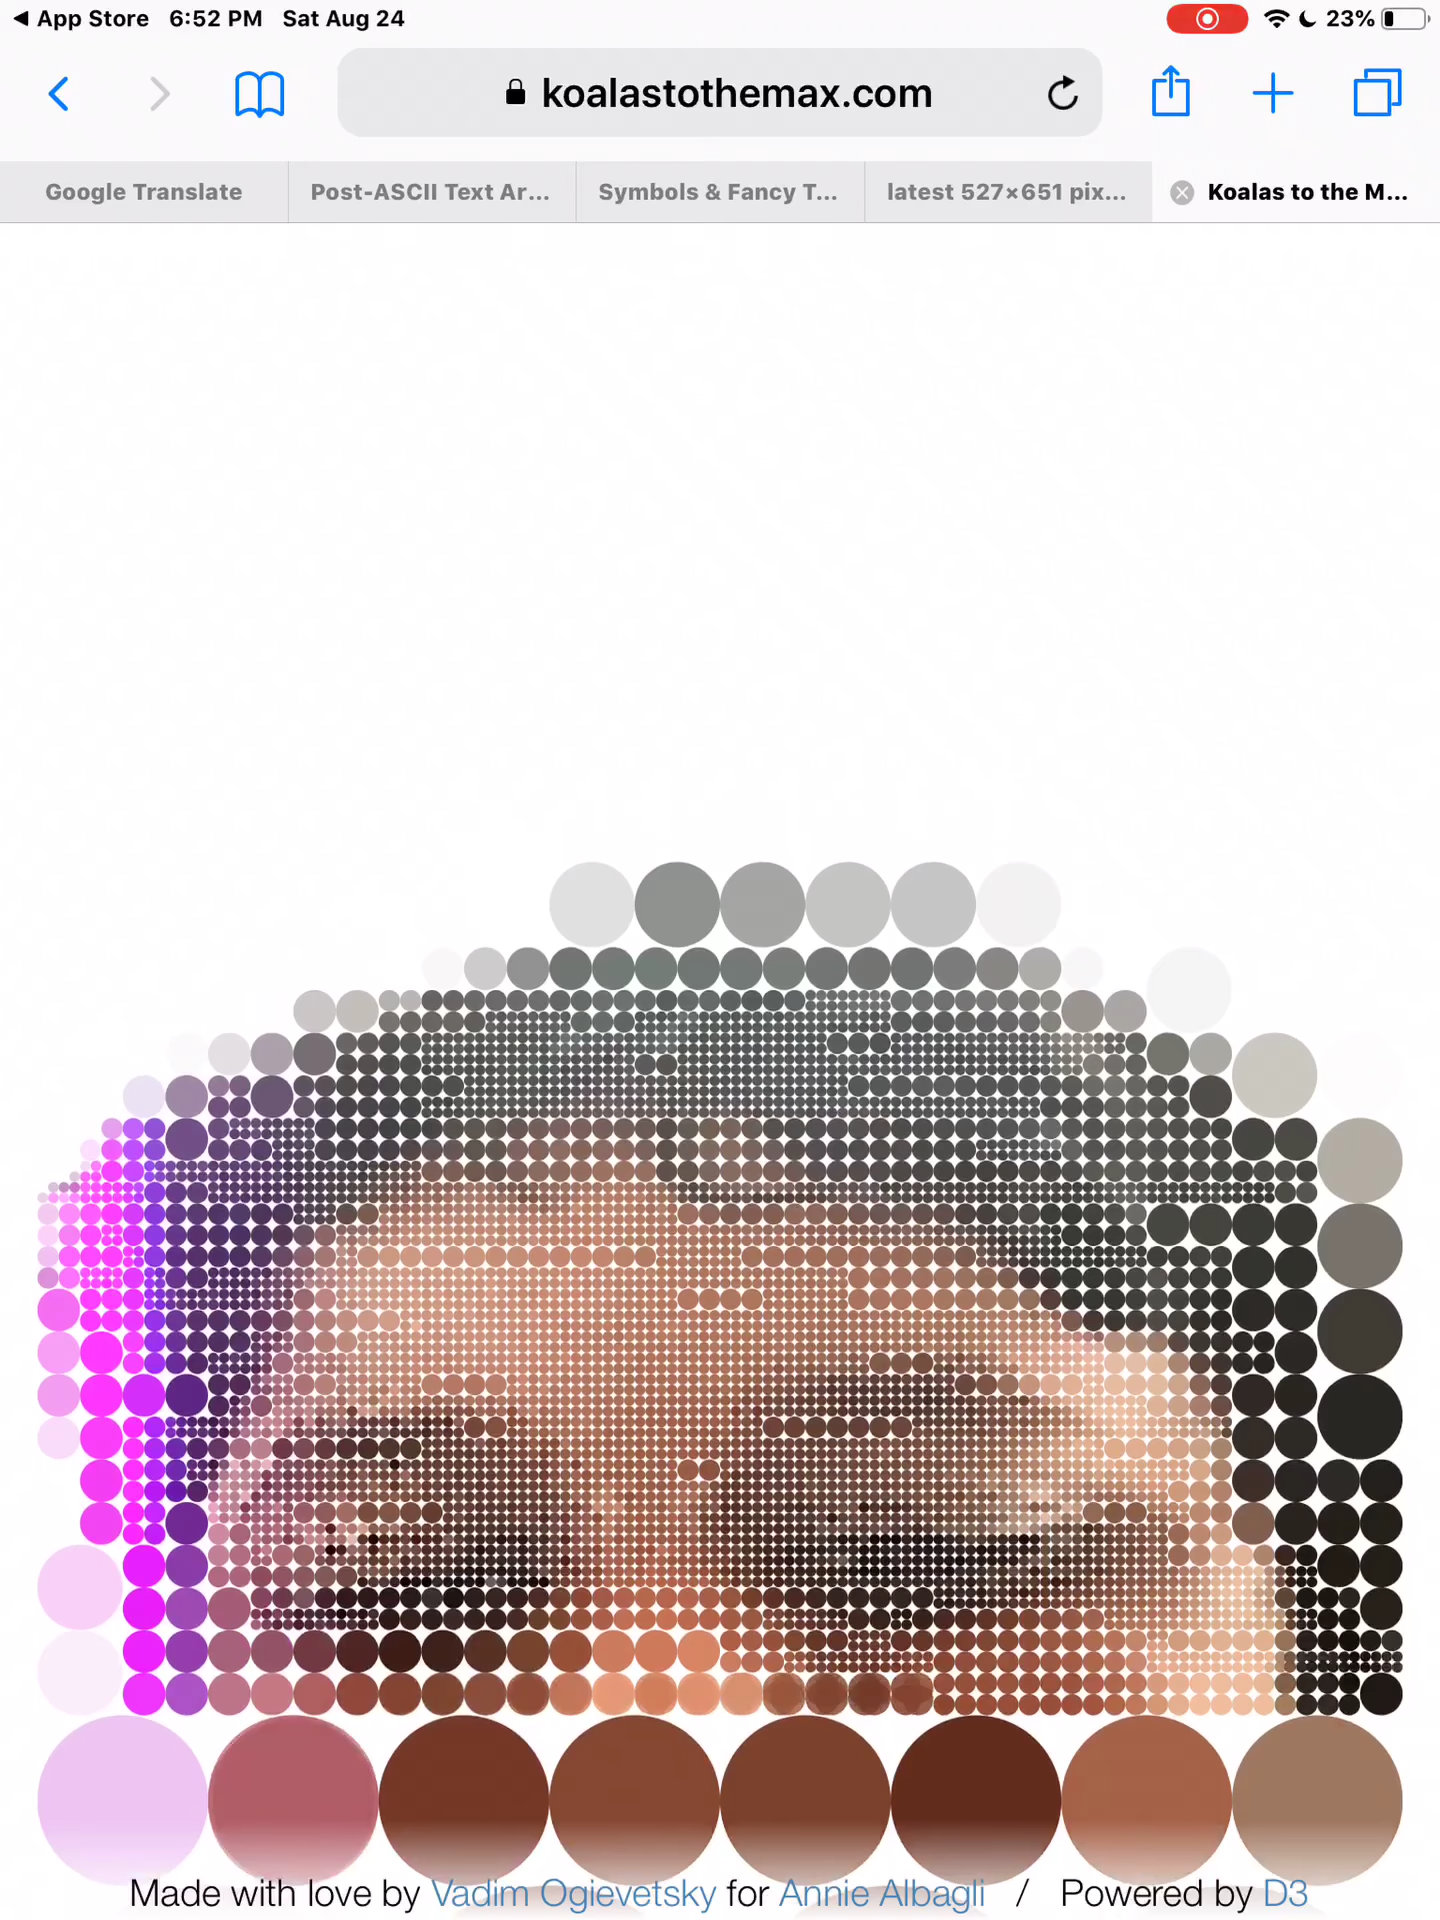 App Store 6:52 PM Sat Aug 24 23%
koalastothemax.com
Google Translate Post-ASCII Text Ar... Symbols & Fancy T... latest 527×651 pix... Koalas to the M...
Made with love by Vadim Ogievetsky for Annie Albagli / Powered by D3